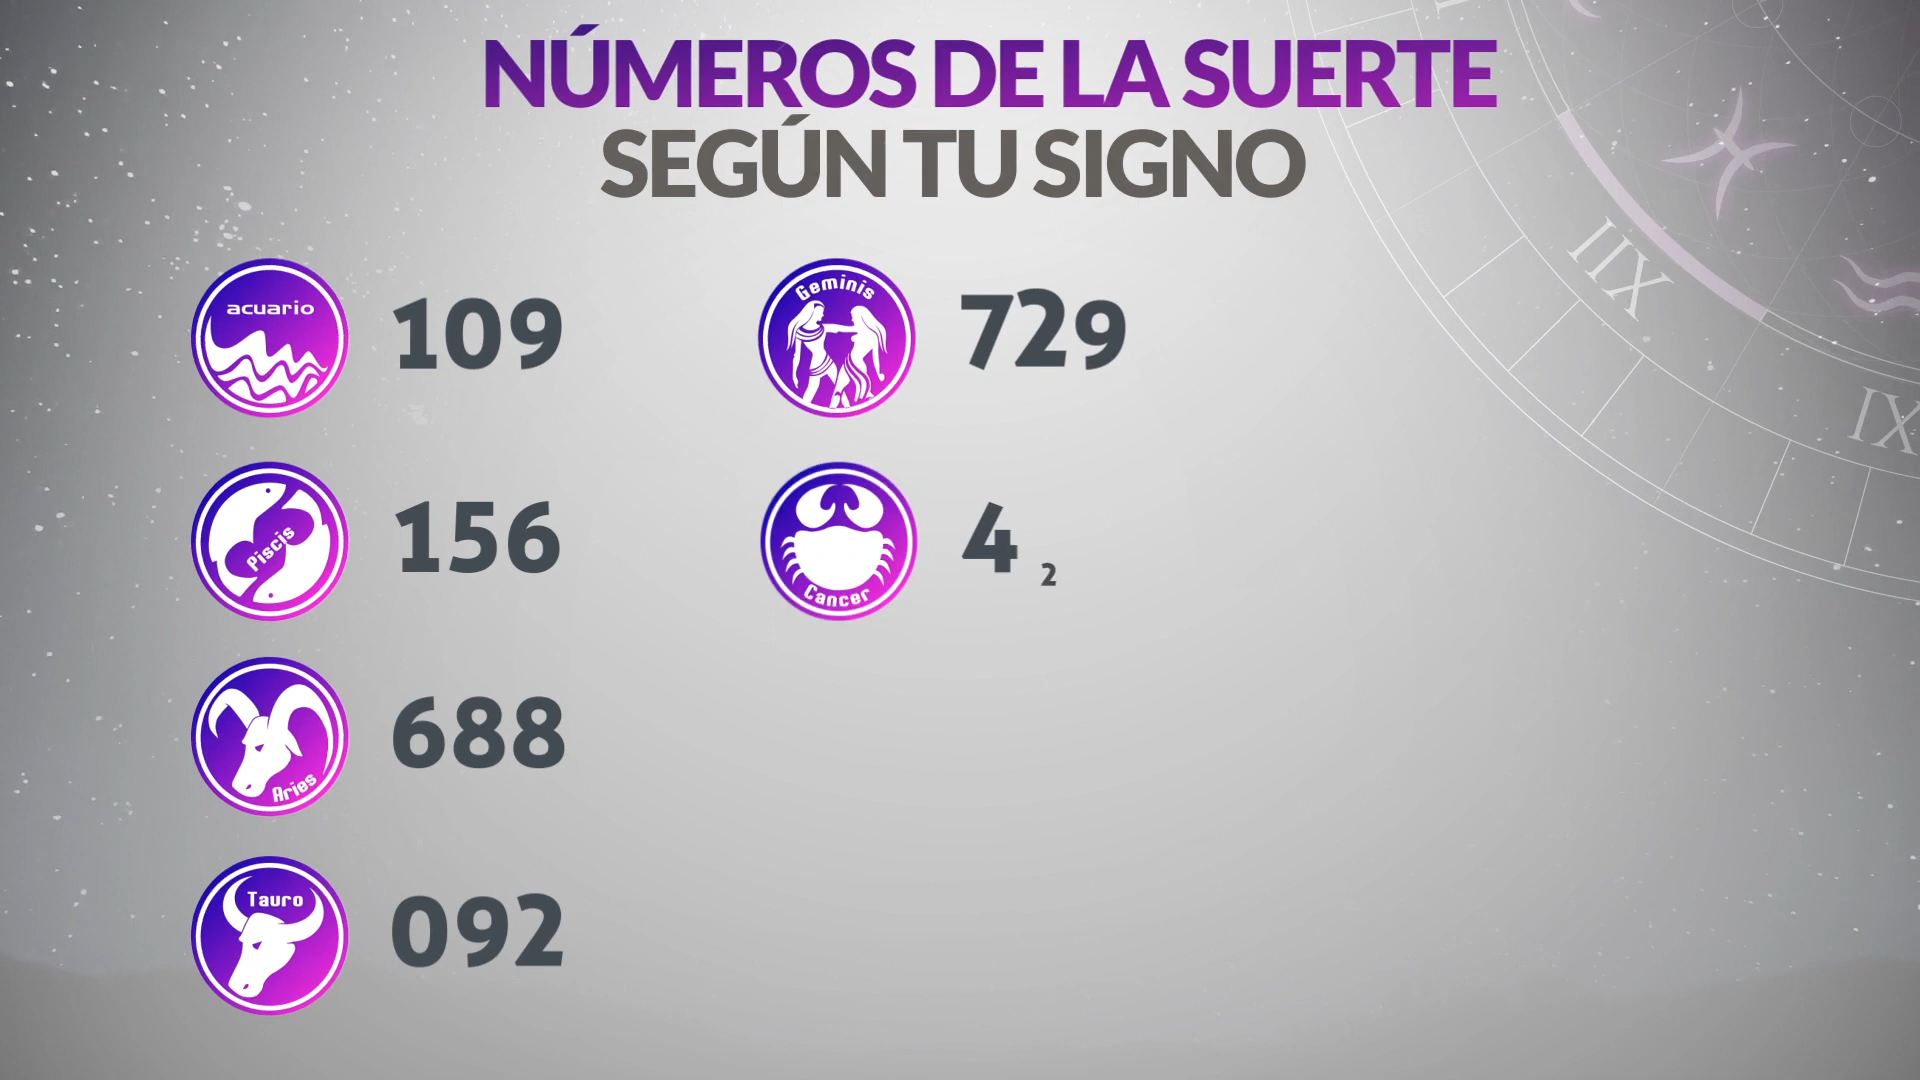 NÚMEROS DE LA SUERTE
SEGÚN TU SIGNO
acuario
109
Piscis
156
Aries
688
Tauro
092
Geminis
729
Cancer
4 2
IIX
IX